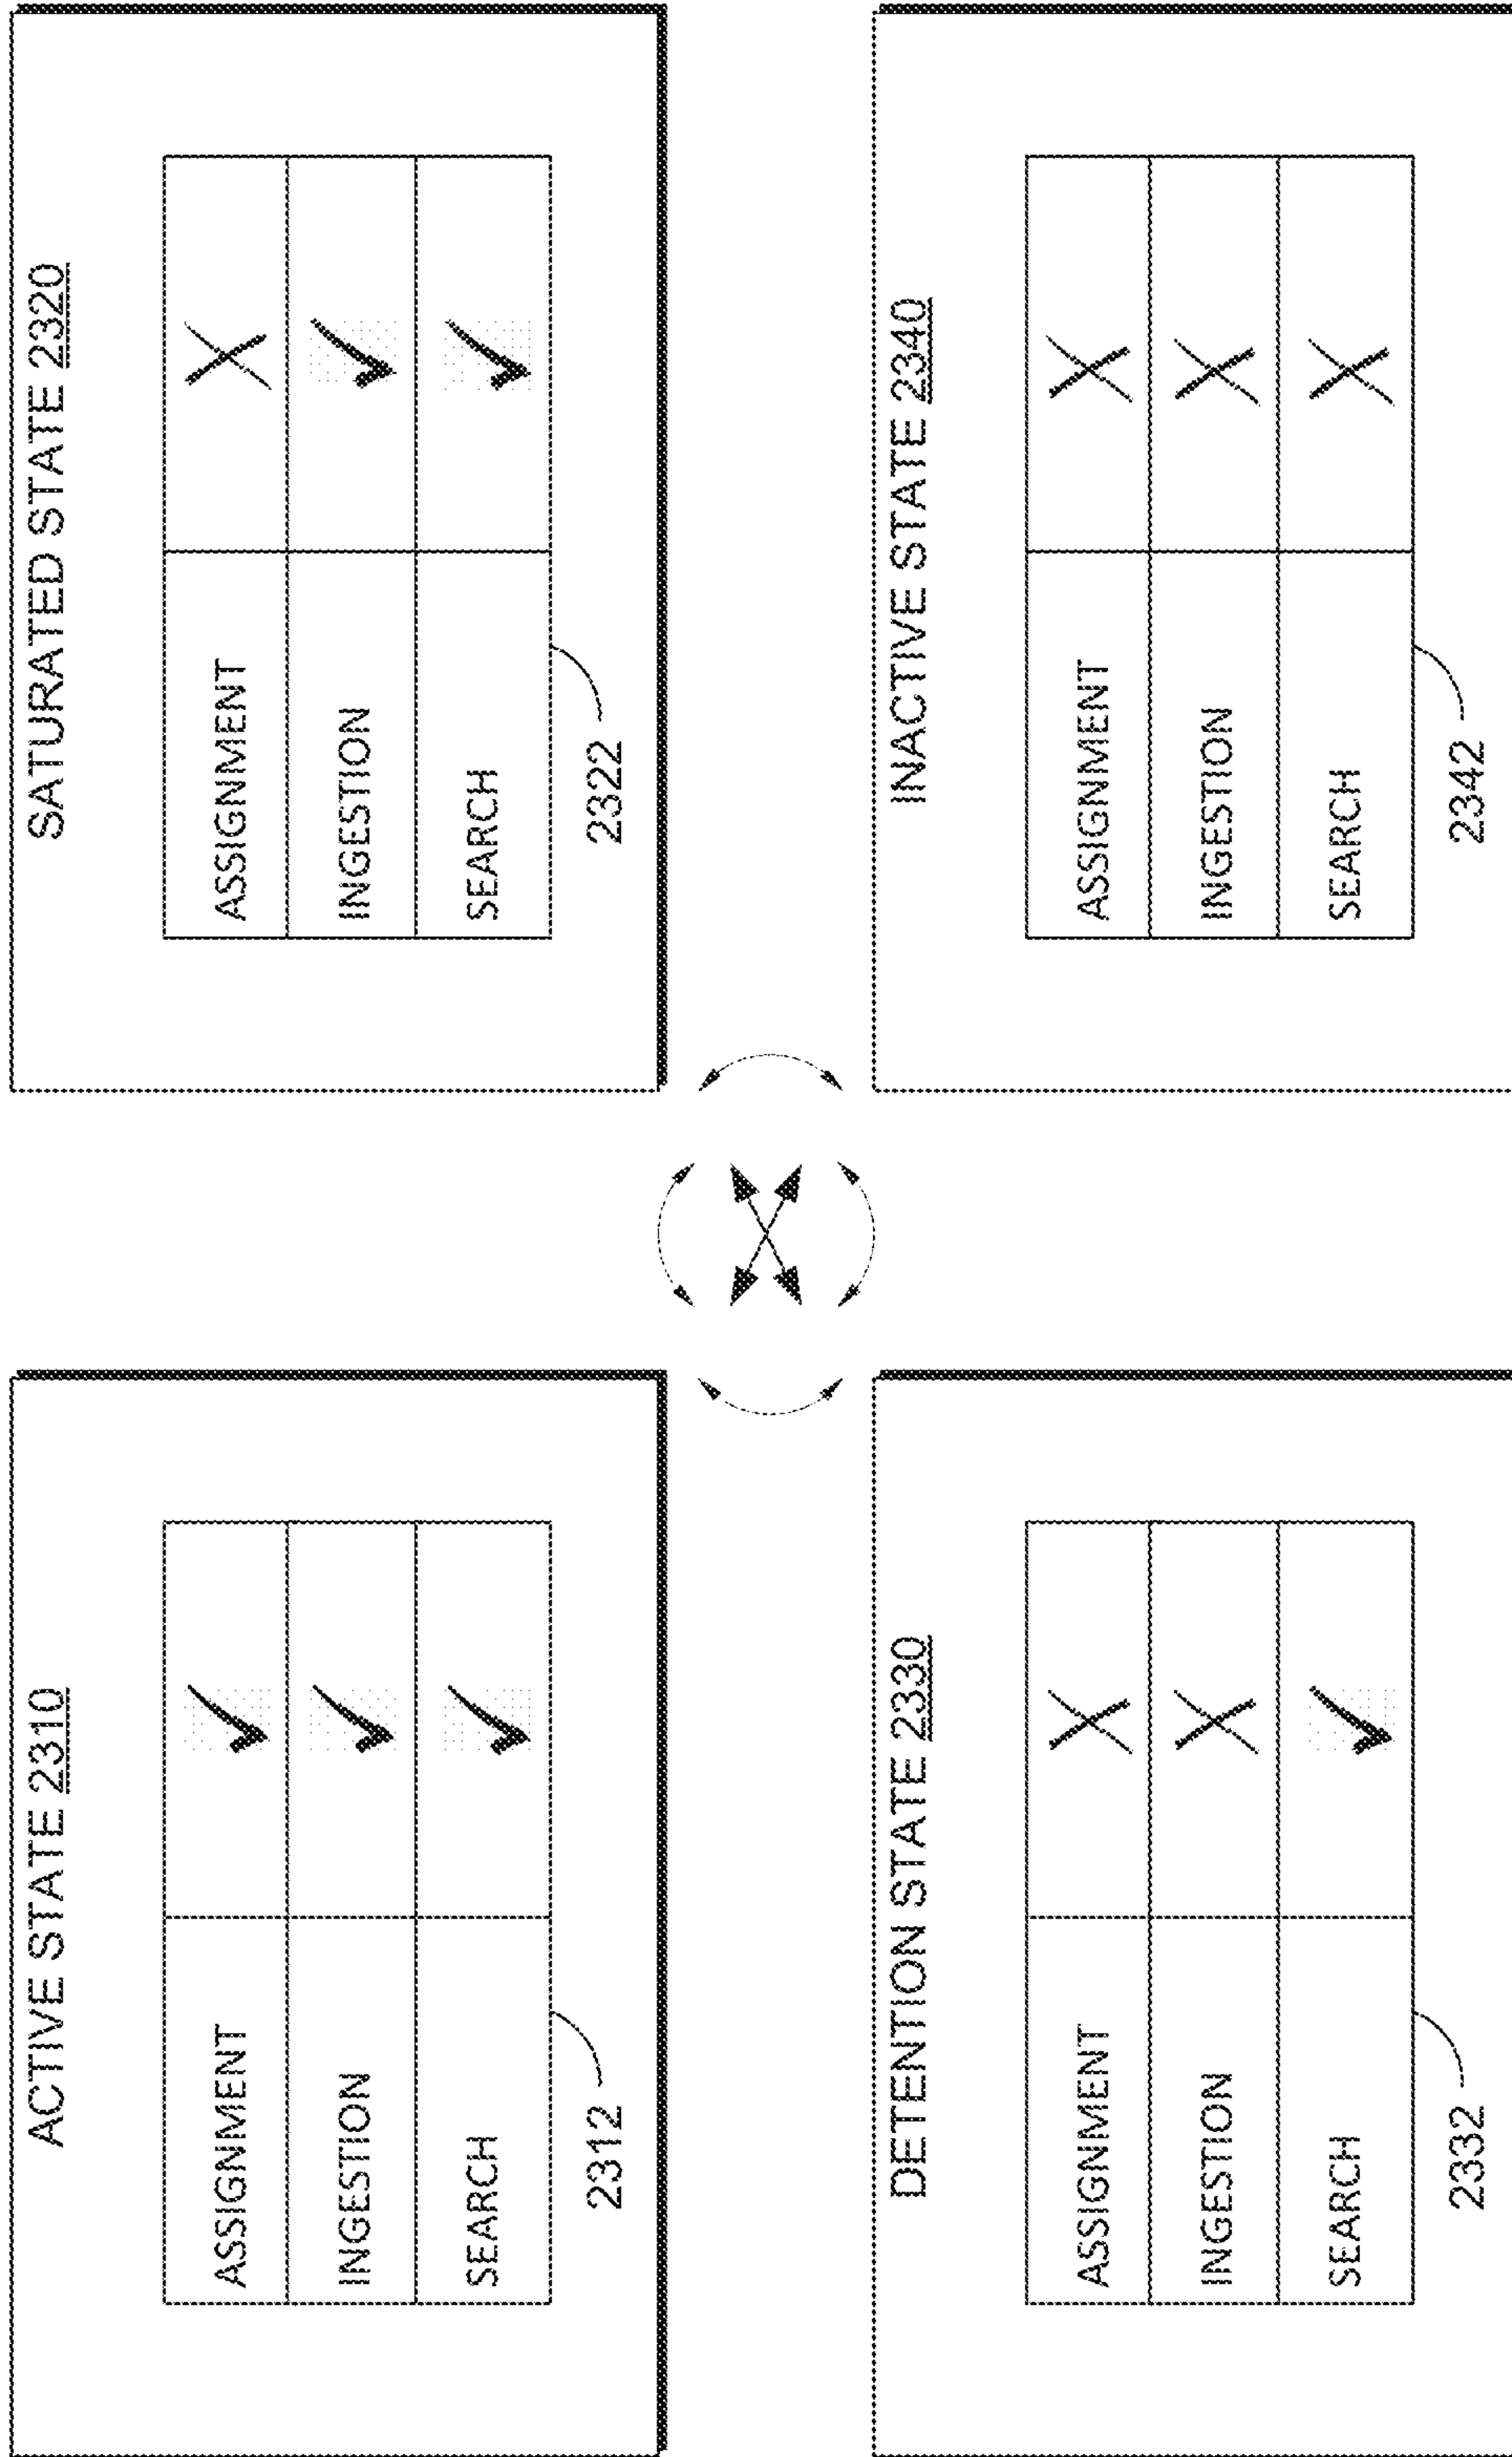 ACTIVE STATE 2310
ASSIGNMENT
INGESTION
SEARCH
2312
SATURATED STATE 2320
ASSIGNMENT
INGESTION
SEARCH
2322
DETENTION STATE 2330
ASSIGNMENT
INGESTION
SEARCH
2332
INACTIVE STATE 2340
ASSIGNMENT
INGESTION
SEARCH
2342